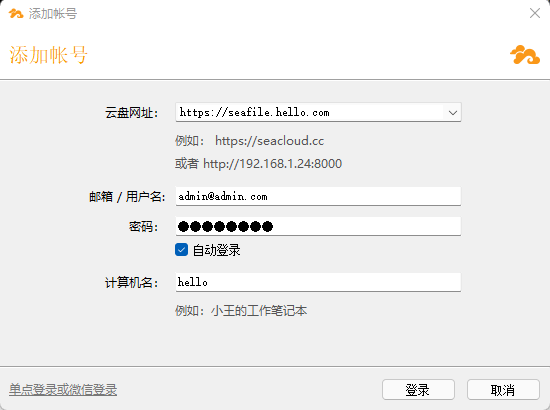 添加帐号
添加帐号
云盘网址： https://seafile.hello.com
例如： https://seacloud.cc
或者 http://192.168.1.24:8000
邮箱 / 用户名: admin@admin.com
密码： ●●●●●●●●
自动登录
计算机名： hello
例如：小王的工作笔记本
单点登录或微信登录 登录 取消